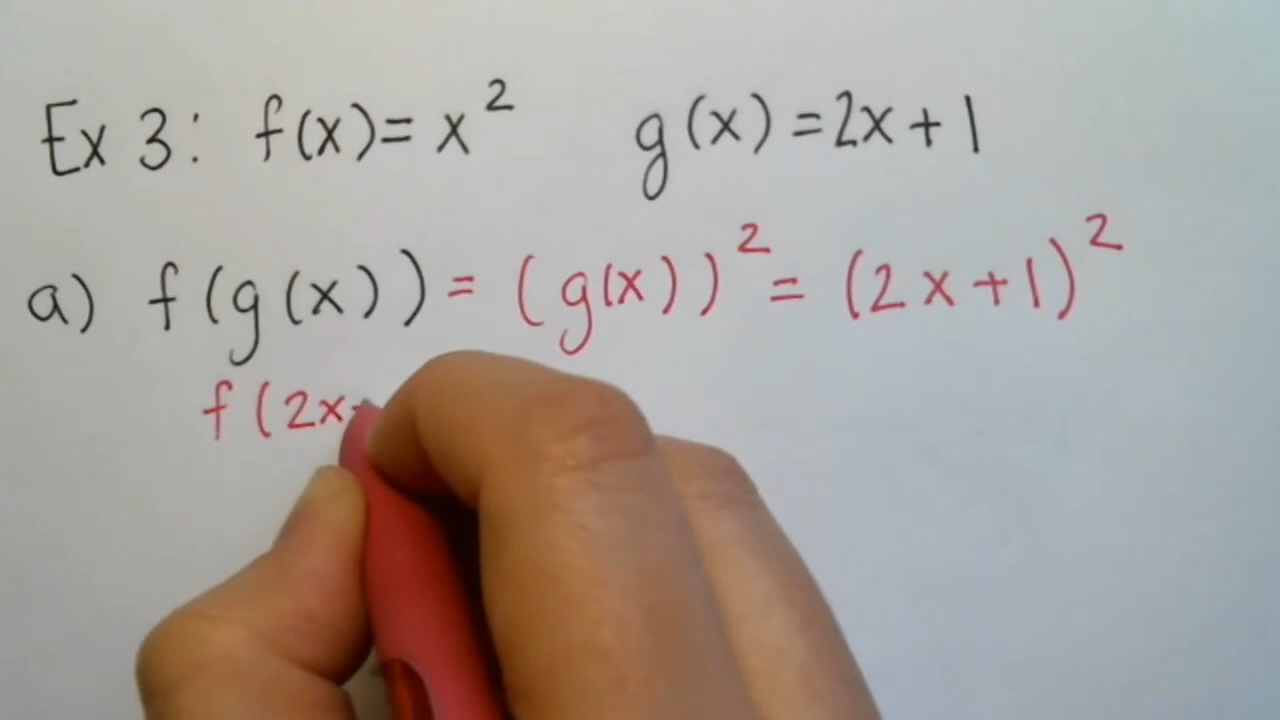 Ex 3: f(x)= x² g(x)=2x+1
a) f(g(x)) = (g(x))² = (2x+1)²
f(2x